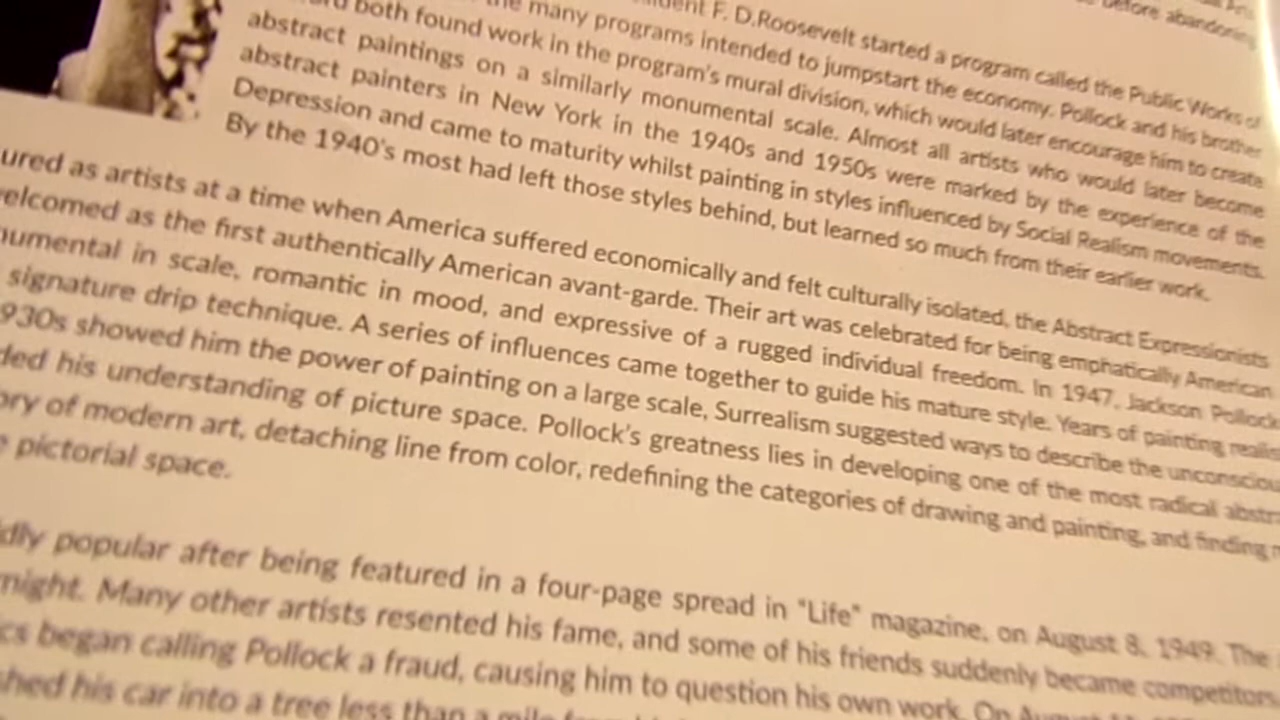 before abandoning
F. D.Roosevelt started a program called the Public Works of
the many programs intended to jumpstart the economy. Pollock and his brother
both found work in the program's mural division, which would later encourage him to create
abstract paintings on a similarly monumental scale. Almost all artists who would later become
abstract painters in New York in the 1940s and 1950s were marked by the experience of the
Depression and came to maturity whilst painting in styles influenced by Social Realism movements.
By the 1940's most had left those styles behind, but learned so much from their earlier work.
ured as artists at a time when America suffered economically and felt culturally isolated, the Abstract Expressionists
elcomed as the first authentically American avant-garde. Their art was celebrated for being emphatically American
numental in scale, romantic in mood, and expressive of a rugged individual freedom. In 1947, Jackson Pollock
signature drip technique. A series of influences came together to guide his mature style. Years of painting realis
930s showed him the power of painting on a large scale, Surrealism suggested ways to describe the unconsciou
ded his understanding of picture space. Pollock's greatness lies in developing one of the most radical abstra
ory of modern art, detaching line from color, redefining the categories of drawing and painting, and finding
pictorial space.
dly popular after being featured in a four-page spread in "Life" magazine, on August 8, 1949. The
night. Many other artists resented his fame, and some of his friends suddenly became competitors.
ics began calling Pollock a fraud, causing him to question his own work. On August
shed his car into a tree less than a mile from